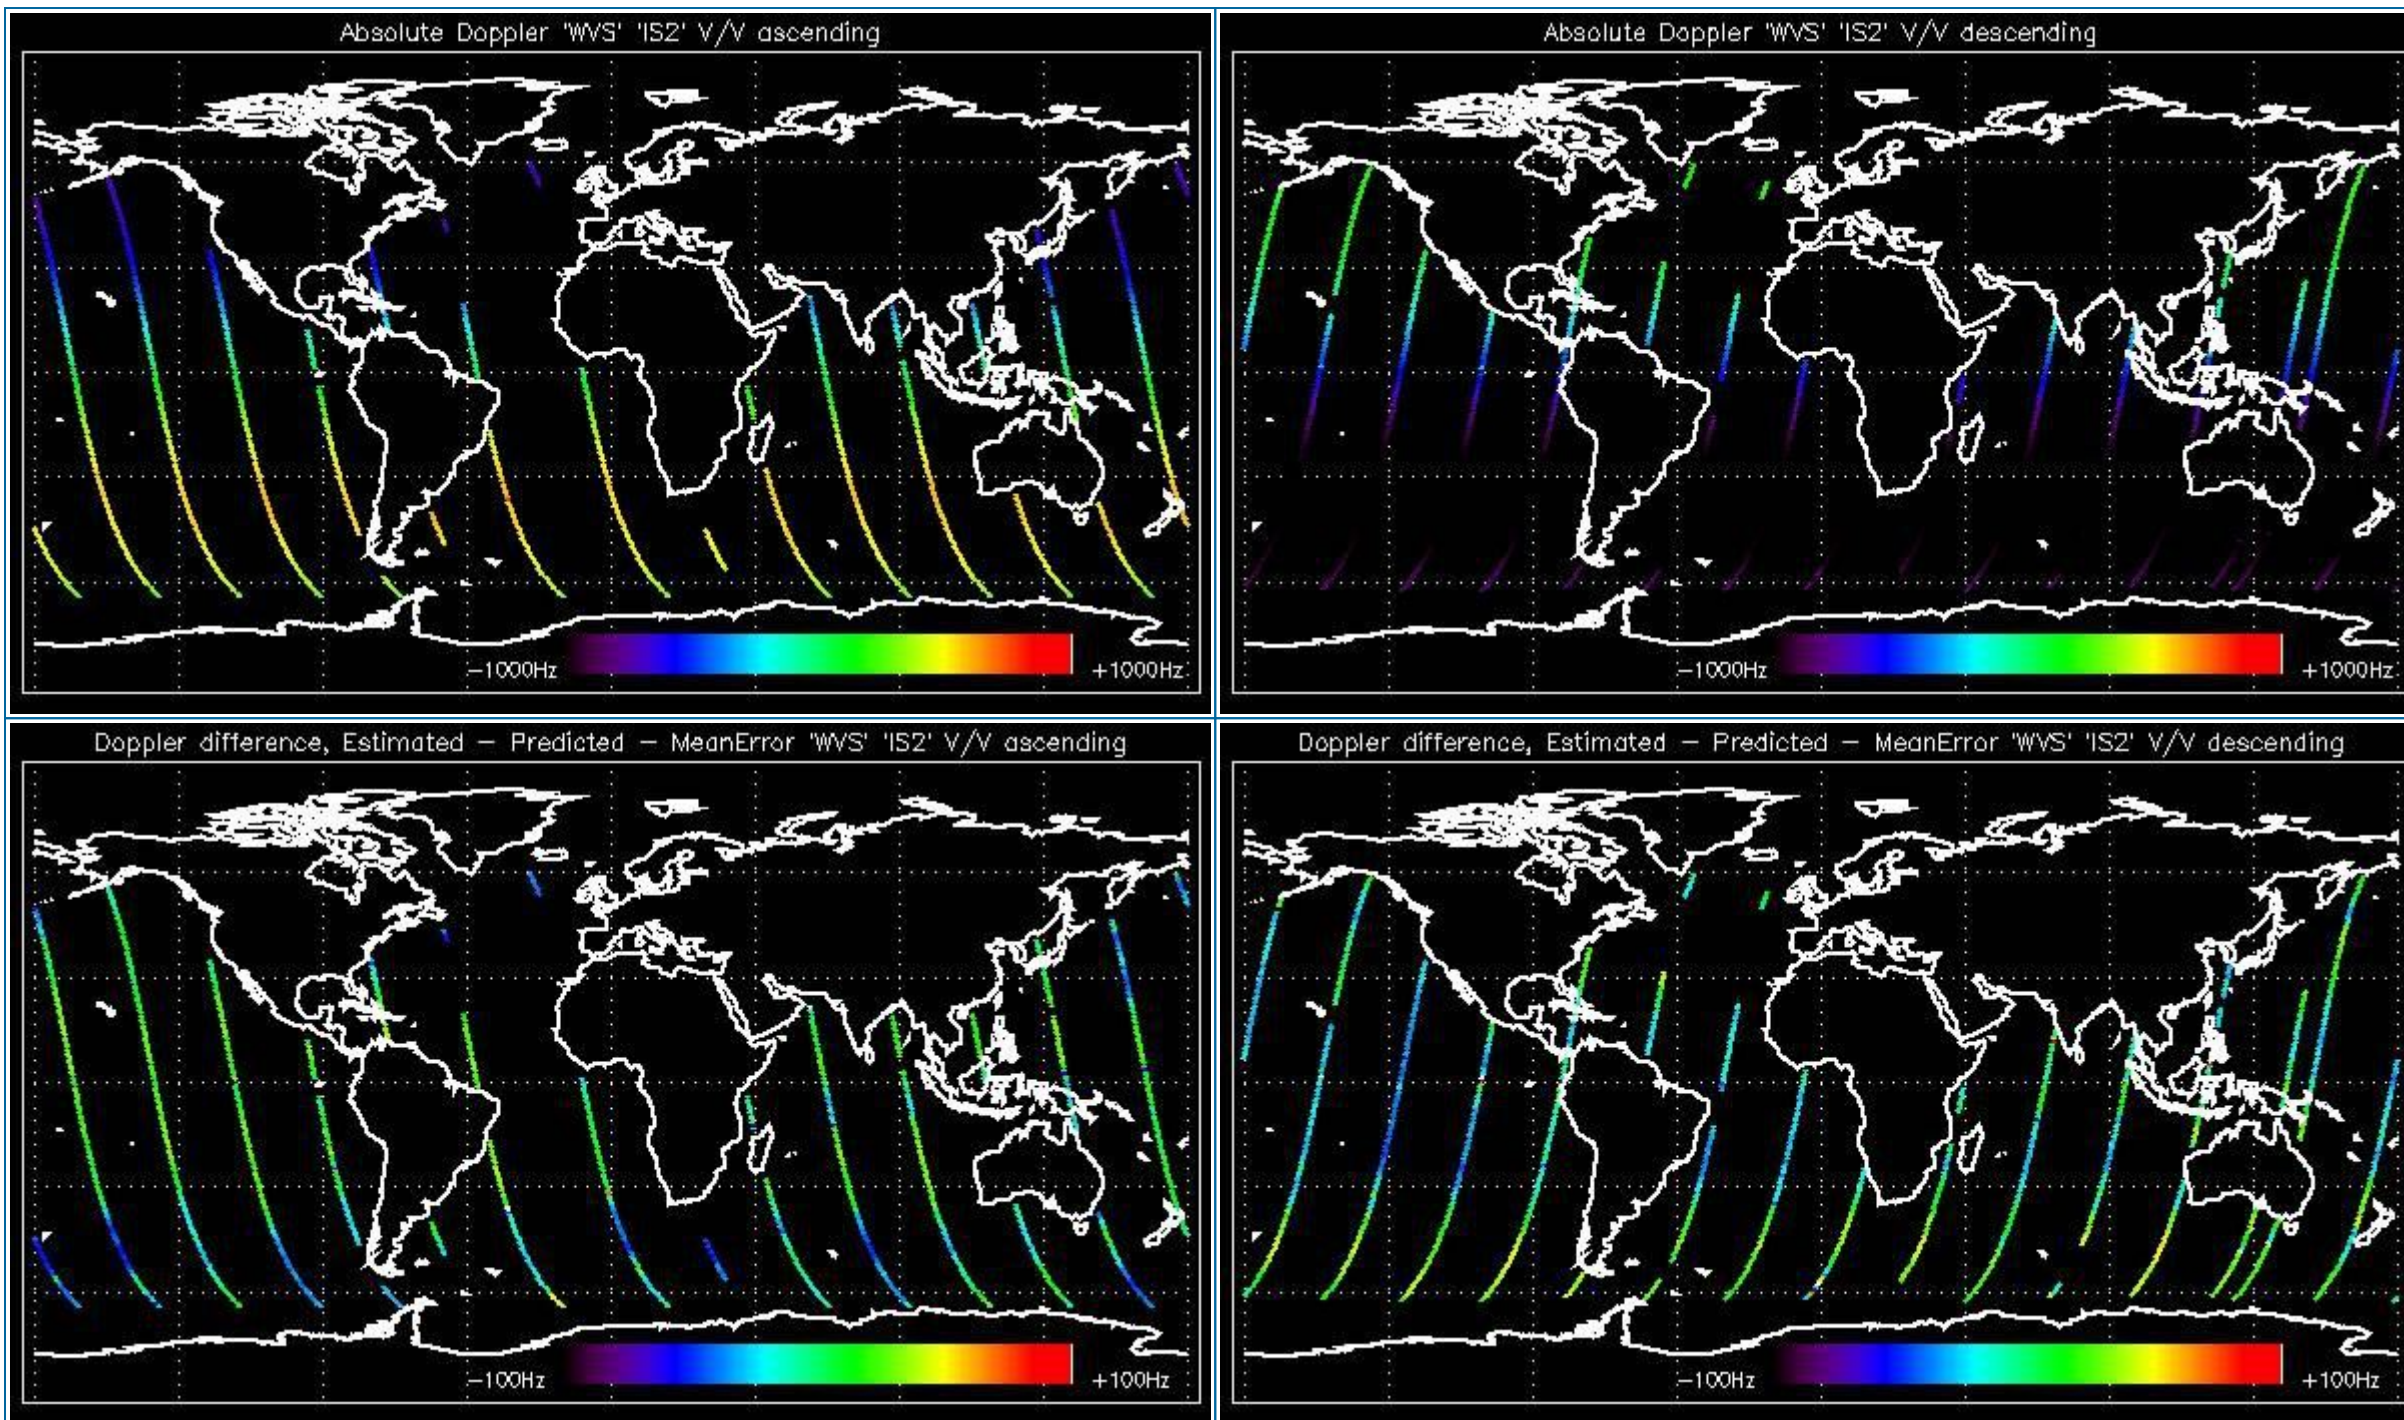 Absolute Doppler 'WVS' 'IS2' V/V ascending
-1000Hz
+1000Hz
Absolute Doppler 'WVS' 'IS2' V/V descending
-1000Hz
+1000Hz
Doppler difference, Estimated - Predicted - MeanError 'WVS' 'IS2' V/V ascending
-100Hz
+100Hz
Doppler difference, Estimated - Predicted - MeanError 'WVS' 'IS2' V/V descending
-100Hz
+100Hz